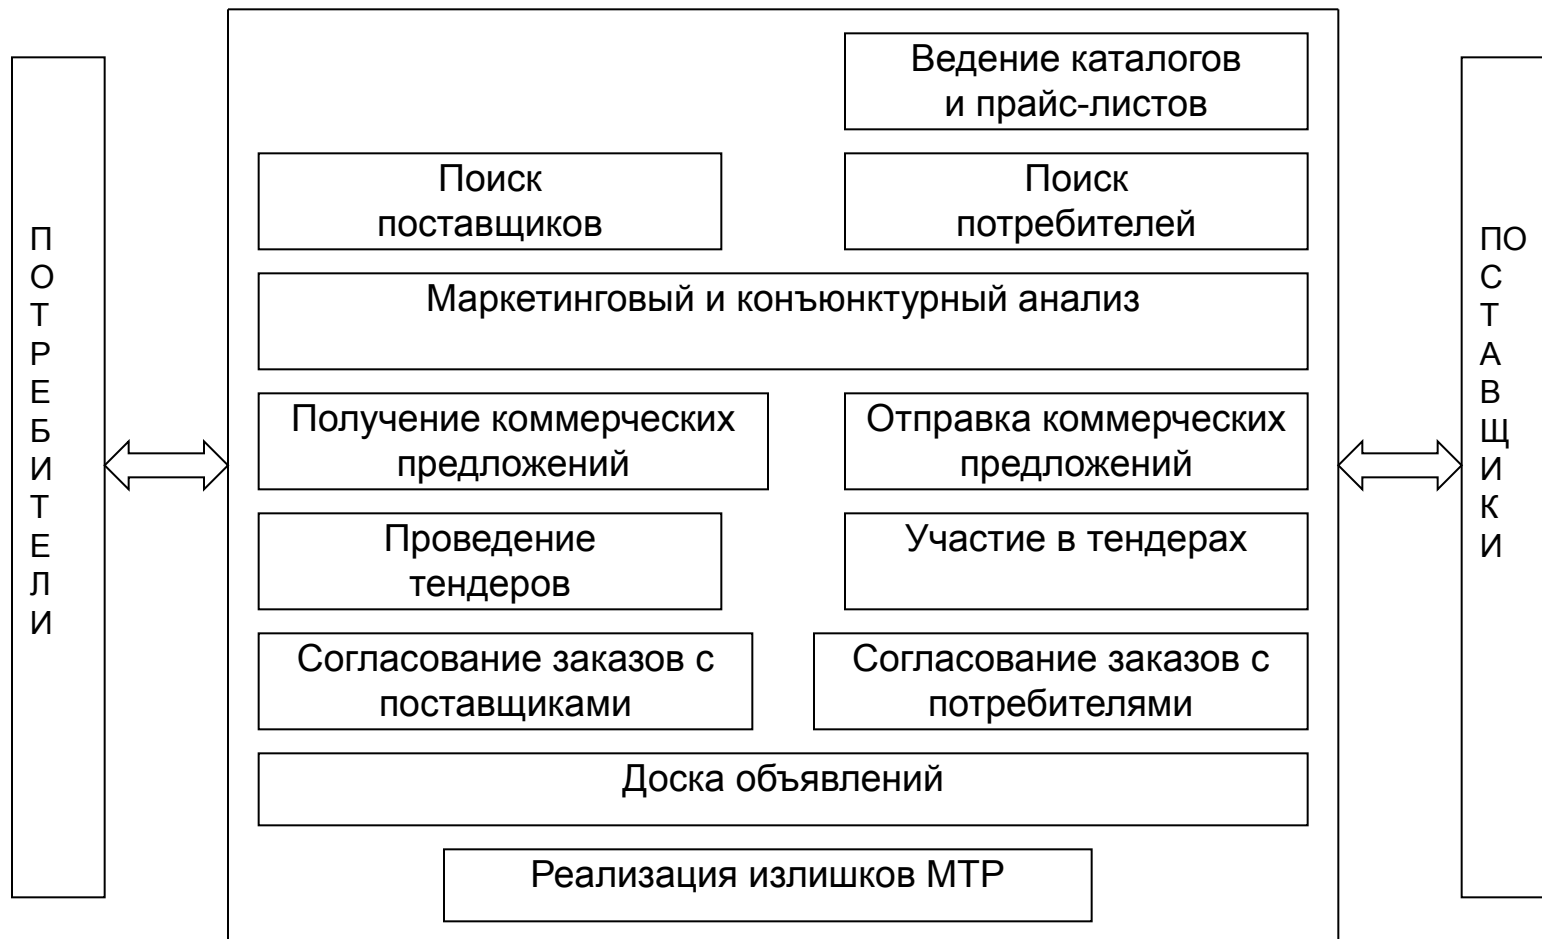 П
О
Т
Р
Е
Б
И
Т
Е
Л
И
Ведение каталогов
и прайс-листов
Поиск
поставщиков
Поиск
потребителей
Маркетинговый и конъюнктурный анализ
Получение коммерческих
предложений
Отправка коммерческих
предложений
Проведение
тендеров
Участие в тендерах
Согласование заказов с
поставщиками
Согласование заказов с
потребителями
Доска объявлений
Реализация излишков МТР
ПО
С
Т
А
В
Щ
И
К
И